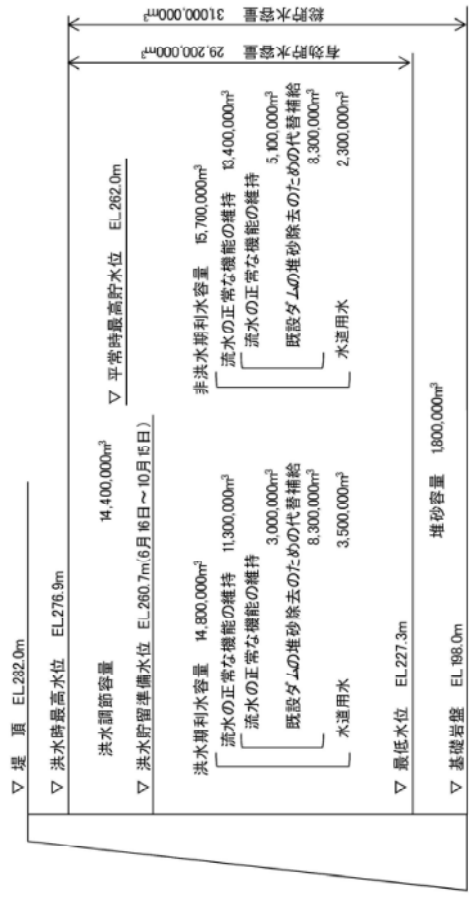 ▽ 堤 頂 EL.282.0m
▽ 洪水時最高水位 EL276.9m
洪水調節容量 14,400,000m³
▽ 洪水貯留準備水位 EL.260.7m(6月16日〜10月15日)
▽ 平常時最高貯水位 EL.262.0m
洪水期利水容量 14,800,000m³
流水の正常な機能の維持 11,300,000m³
流水の正常な機能の維持
3,000,000m³
既設ダムの堆砂除去のための代替補給
8,300,000m³
水道用水 3,500,000m³
非洪水期利水容量 15,700,000m³
流水の正常な機能の維持 13,400,000m³
流水の正常な機能の維持
5,100,000m³
既設ダムの堆砂除去のための代替補給
8,300,000m³
水道用水 2,300,000m³
▽ 最低水位 EL.227.3m
堆砂容量 1,800,000m³
▽ 基礎岩盤 EL.198.0m
有効貯水容量 29,200,000m³
総貯水容量 31,000,000m³